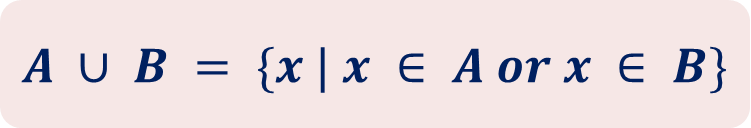 A ∪ B = {x | x ∈ A or x ∈ B}